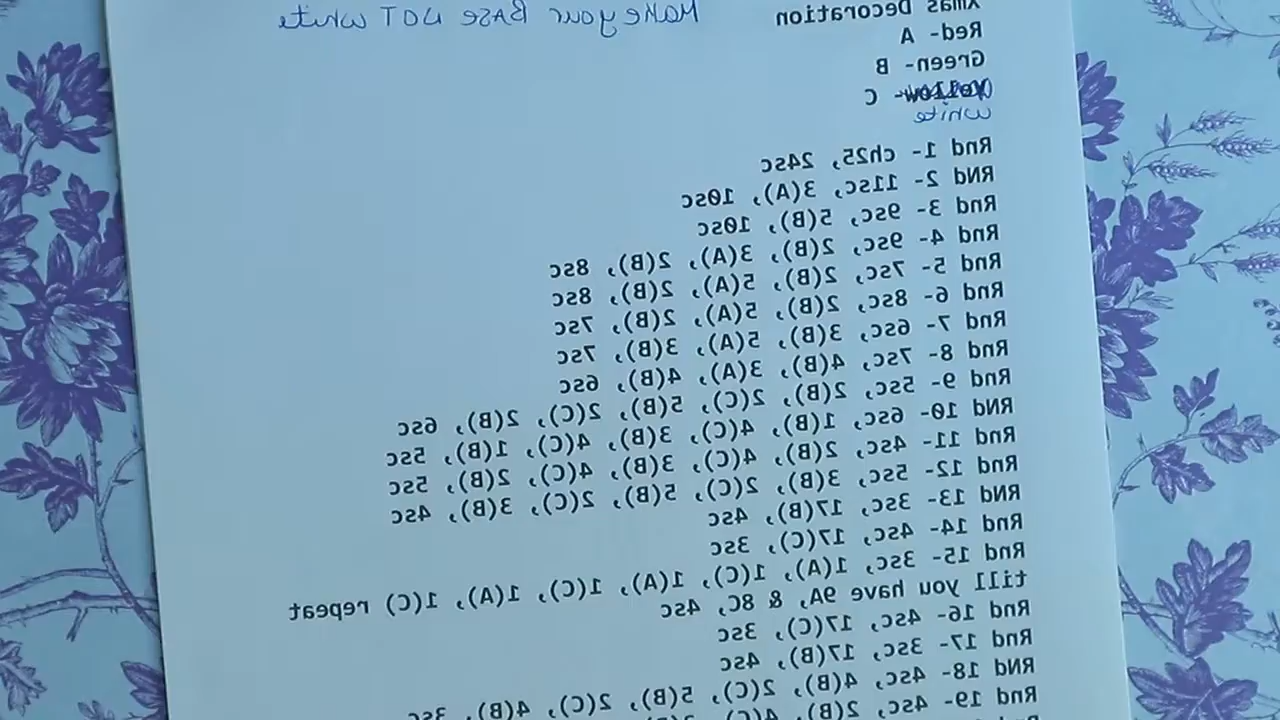 Make your BASE NOT white
Xmas Decoration
Red- A
Green- B
Yellow- C
white
Rnd 1- ch25, 24sc
RNd 2- 11sc, 3(A), 10sc
Rnd 3- 9sc, 5(B), 10sc
Rnd 4- 9sc, 2(B), 3(A), 2(B), 8sc
Rnd 5- 7sc, 2(B), 5(A), 2(B), 8sc
Rnd 6- 8sc, 2(B), 5(A), 2(B), 7sc
Rnd 7- 6sc, 3(B), 5(A), 3(B), 7sc
Rnd 8- 7sc, 4(B), 3(A), 4(B), 6sc
Rnd 9- 5sc, 2(B), 2(C), 5(B), 2(C), 2(B), 6sc
RNd 10- 6sc, 1(B), 4(C), 3(B), 4(C), 1(B), 5sc
Rnd 11- 4sc, 2(B), 4(C), 3(B), 4(C), 2(B), 5sc
Rnd 12- 5sc, 3(B), 2(C), 5(B), 2(C), 3(B), 4sc
RNd 13- 3sc, 17(B), 4sc
Rnd 14- 4sc, 17(C), 3sc
Rnd 15- 3sc, 1(A), 1(C), 1(A), 1(C), 1(A), 1(C) repeat
till you have 9A, & 8C, 4sc
Rnd 16- 4sc, 17(C), 3sc
Rnd 17- 3sc, 17(B), 4sc
RNd 18- 4sc, 4(B), 2(C), 5(B), 2(C), 4(B), 3sc
Rnd 19- 4sc, 2(B), 4(C)